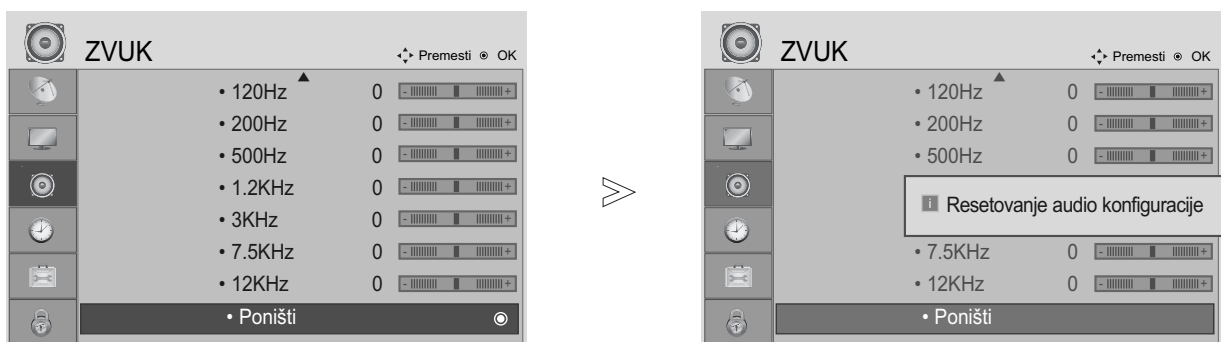 ZVUK
Premesti OK
• 120Hz 0 - +
• 200Hz 0 - +
• 500Hz 0 - +
• 1.2KHz 0 - +
• 3KHz 0 - +
• 7.5KHz 0 - +
• 12KHz 0 - +
• Poništi
ZVUK
Premesti OK
• 120Hz 0 - +
• 200Hz 0 - +
• 500Hz 0 - +
i Resetovanje audio konfiguracije
• 7.5KHz 0 - +
• 12KHz 0 - +
• Poništi